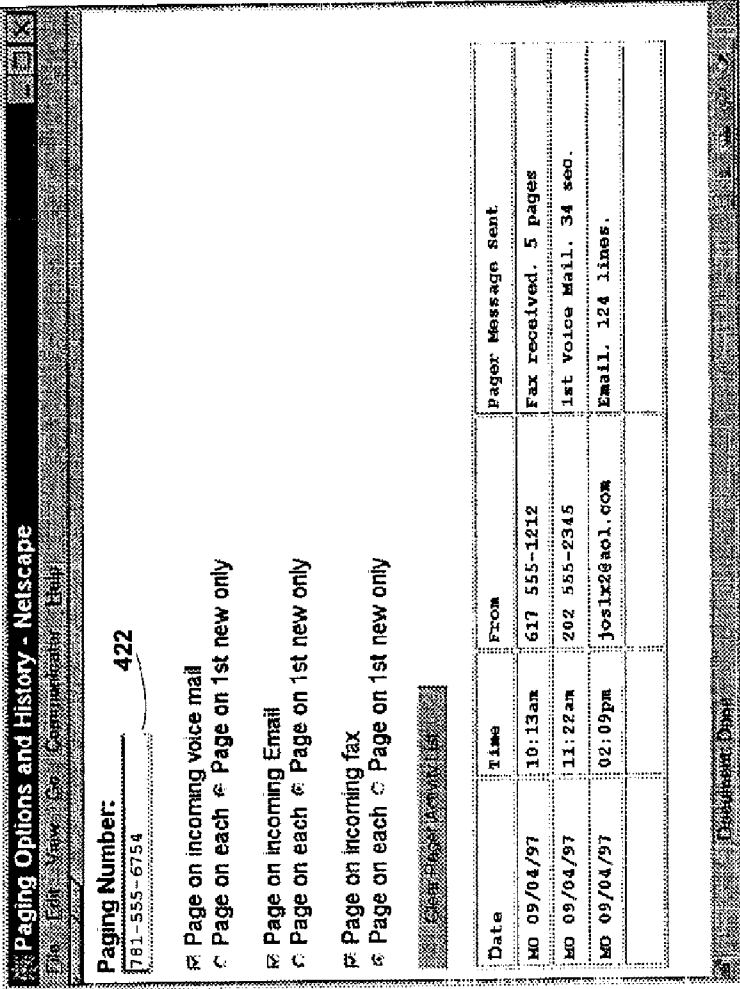 Paging Options and History - Netscape
File Edit View Go Communicator Help
Paging Number:
781-555-6754
422
Page on incoming voice mail
Page on each Page on 1st new only
Page on incoming Email
Page on each Page on 1st new only
Page on incoming fax
Page on each Page on 1st new only
Clear Pager Activity List
Date Time From Pager Message Sent
MO 09/04/97 10:13am 617 555-1212 Fax received. 5 pages
MO 09/04/97 11:22am 202 555-2345 1st Voice Mail. 34 sec.
MO 09/04/97 02:09pm joslx2@aol.com Email. 124 lines.
Document: Done